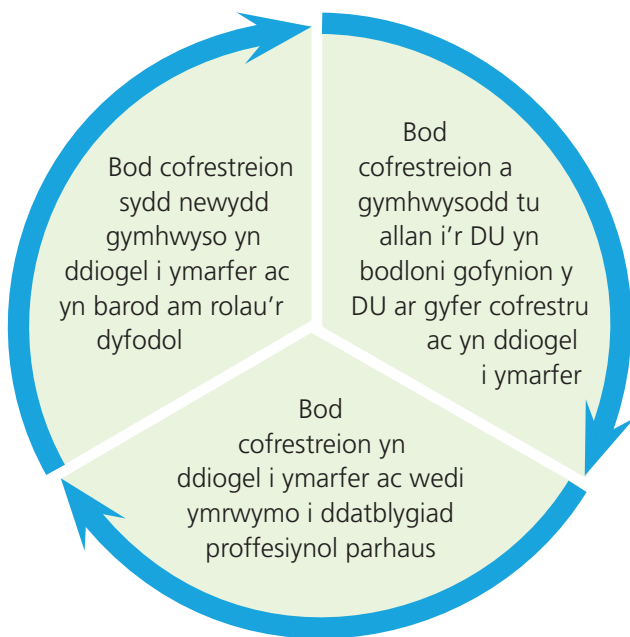 Bod cofrestreion
sydd newydd
gymhwyso yn
ddiogel i ymarfer ac
yn barod am rolau'r
dyfodol
Bod
cofrestreion a
gymhwysodd tu
allan i'r DU yn
bodloni gofynion y
DU ar gyfer cofrestru
ac yn ddiogel
i ymarfer
Bod
cofrestreion yn
ddiogel i ymarfer ac wedi
ymrwymo i ddatblygiad
proffesiynol parhaus